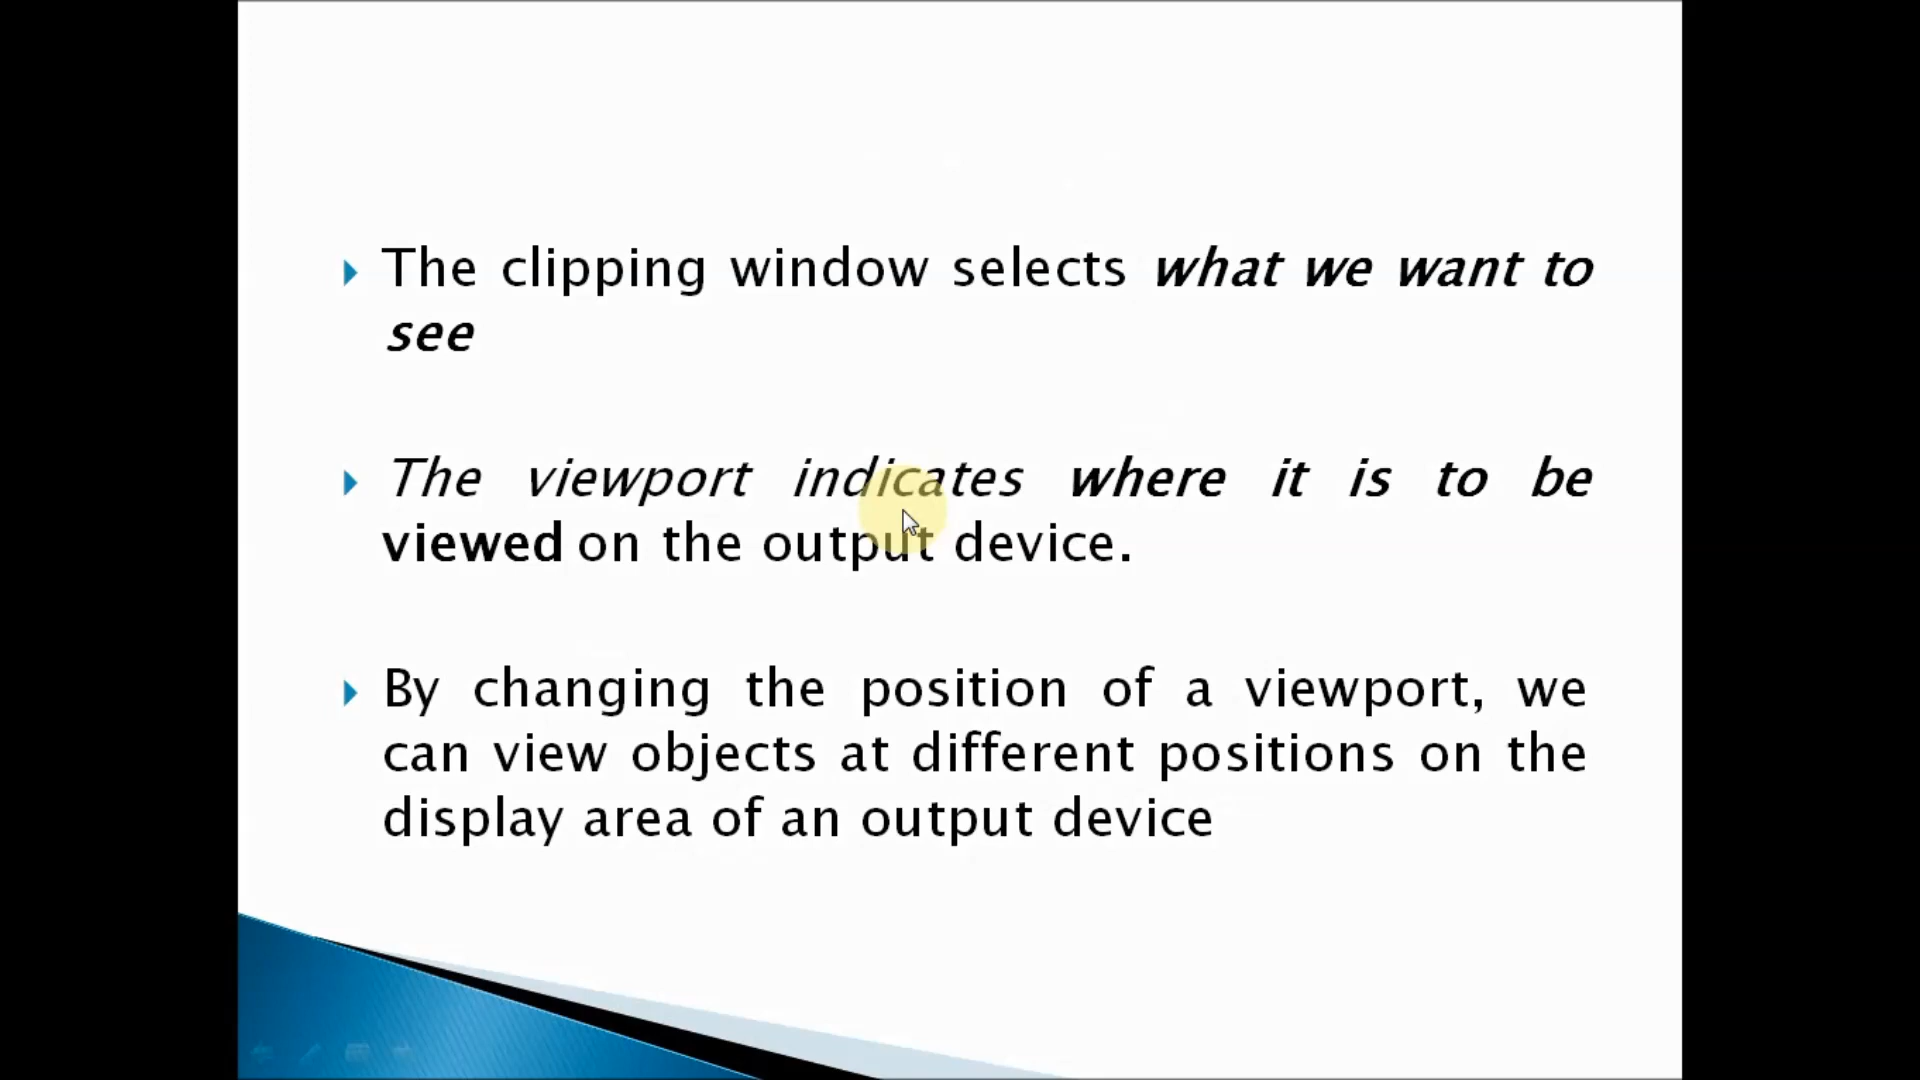 The clipping window selects what we want to
see
The viewport indicates where it is to be
viewed on the output device.
By changing the position of a viewport, we
can view objects at different positions on the
display area of an output device